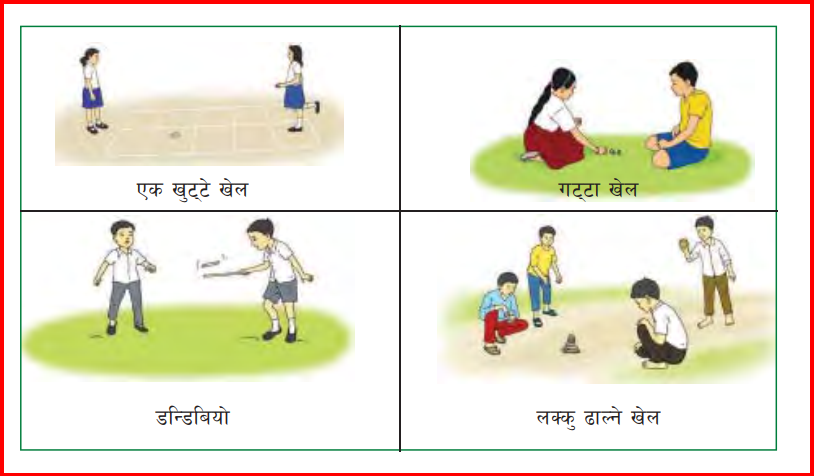 एक खुट्टे खेल
गट्टा खेल
डन्डिबियो
लक्कु ढाल्ने खेल